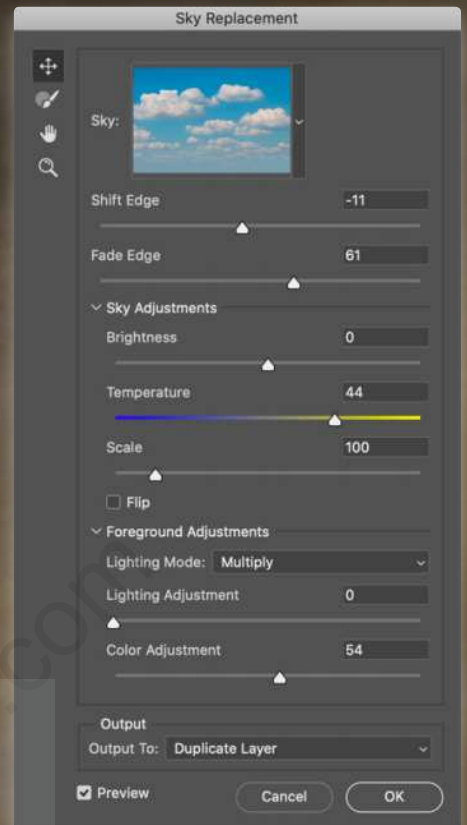 Sky Replacement
Sky:
Shift Edge -11
Fade Edge 61
Sky Adjustments
Brightness 0
Temperature 44
Scale 100
Flip
Foreground Adjustments
Lighting Mode: Multiply
Lighting Adjustment 0
Color Adjustment 54
Output
Output To: Duplicate Layer
Preview Cancel OK
.com